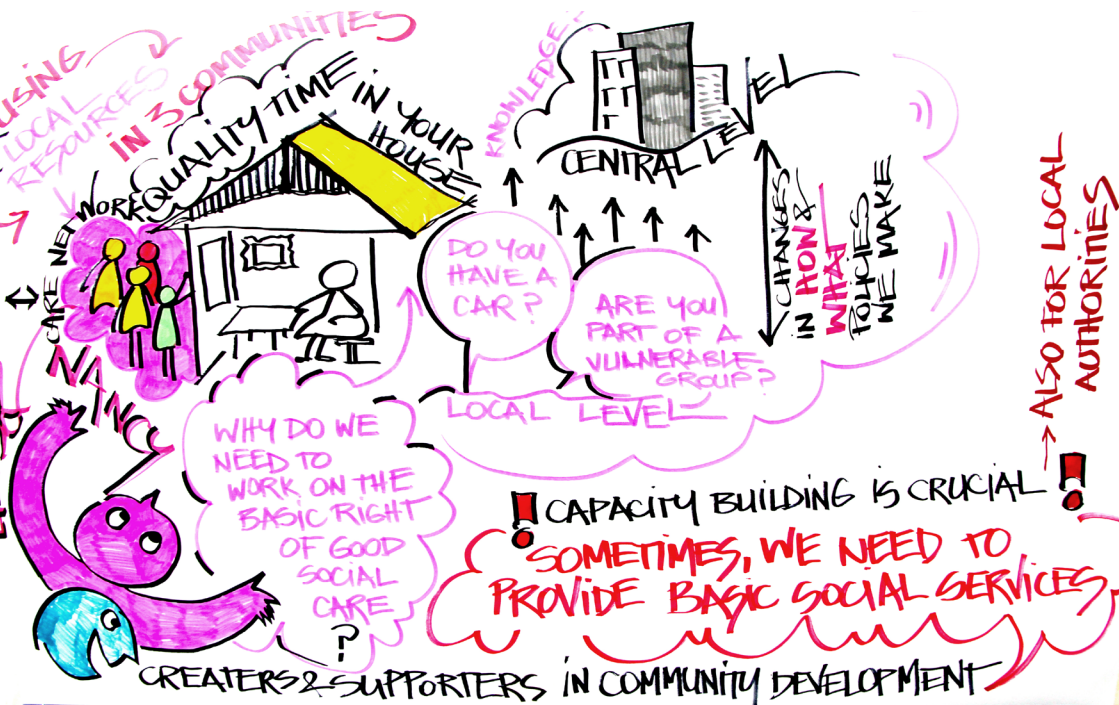 USING
LOCAL
RESOURCES
IN 3 COMMUNITIES
CARE NETWORK
QUALITY TIME IN YOUR
HOUSE
KNOWLEDGE
CENTRAL LEVEL
CHANGES
IN HOW &
WHAT
POLICIES
WE MAKE
DO YOU
HAVE A
CAR?
ARE YOU
PART OF A
VULNERABLE
GROUP?
LOCAL LEVEL
NANCY
WHY DO WE
NEED TO
WORK ON THE
BASIC RIGHT
OF GOOD
SOCIAL
CARE
?
→ ALSO FOR LOCAL
AUTHORITIES
! CAPACITY BUILDING IS CRUCIAL !
SOMETIMES, WE NEED TO
PROVIDE BASIC SOCIAL SERVICES
CREATERS & SUPPORTERS IN COMMUNITY DEVELOPMENT